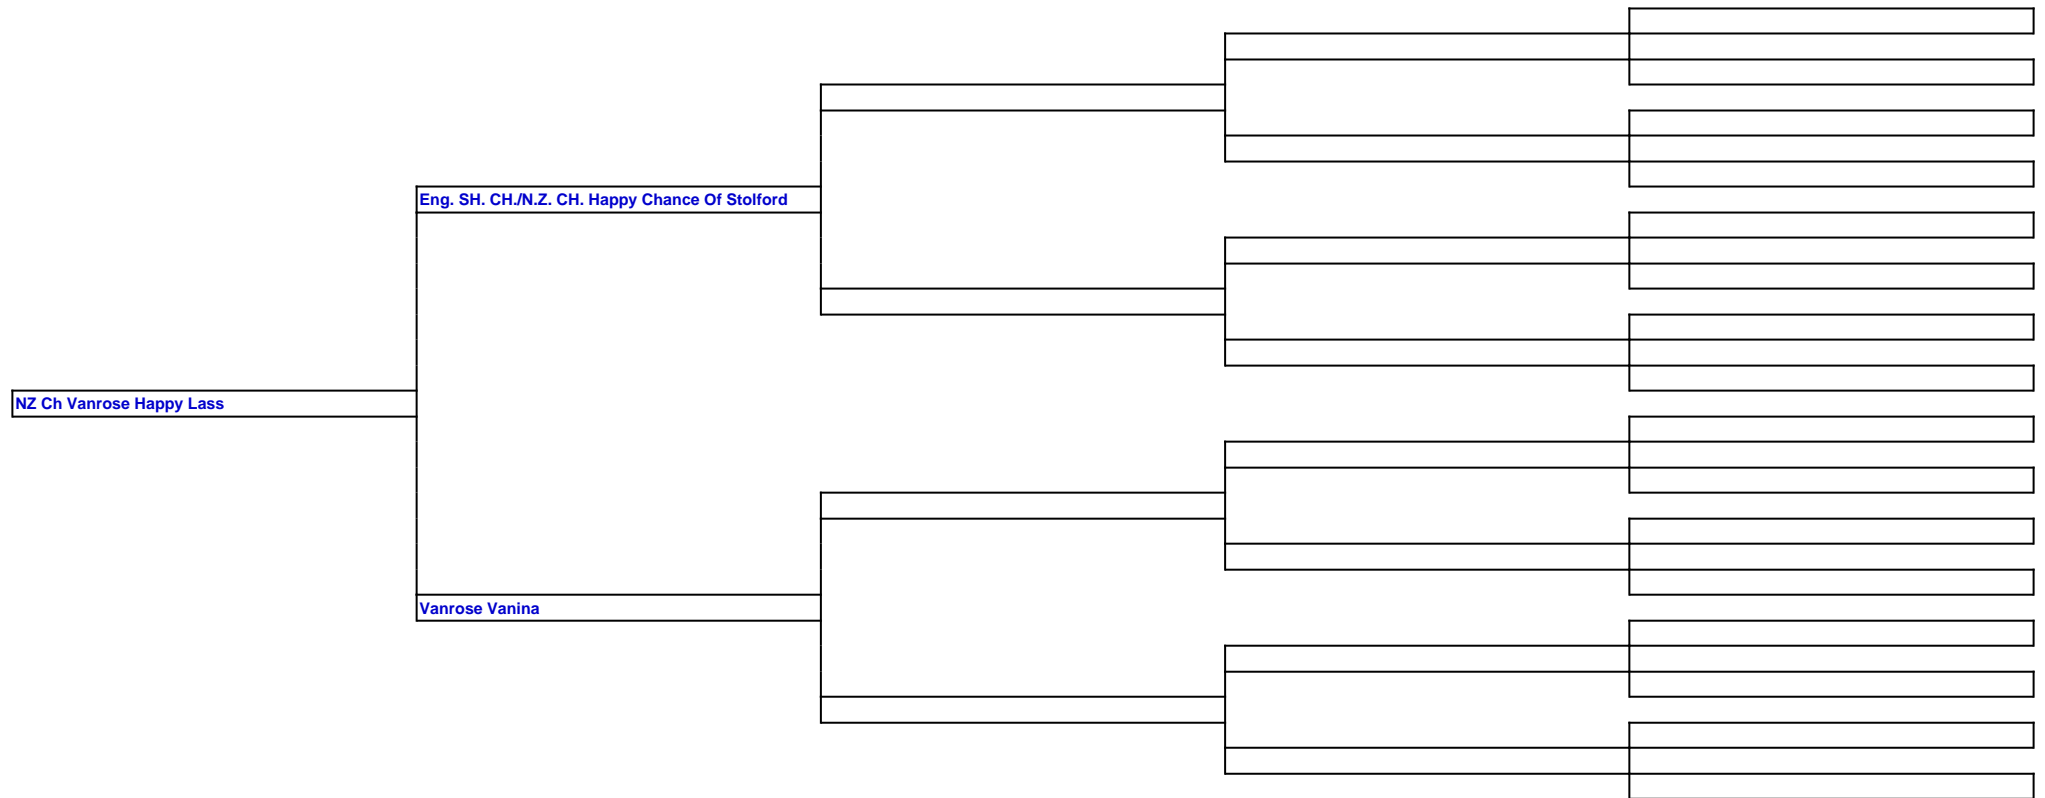 Eng. SH. CH./N.Z. CH. Happy Chance Of Stolford
NZ Ch Vanrose Happy Lass
Vanrose Vanina